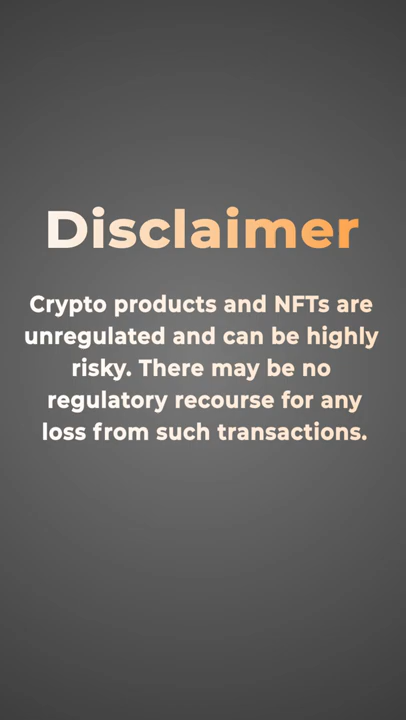 Disclaimer
Crypto products and NFTs are
unregulated and can be highly
risky. There may be no
regulatory recourse for any
loss from such transactions.